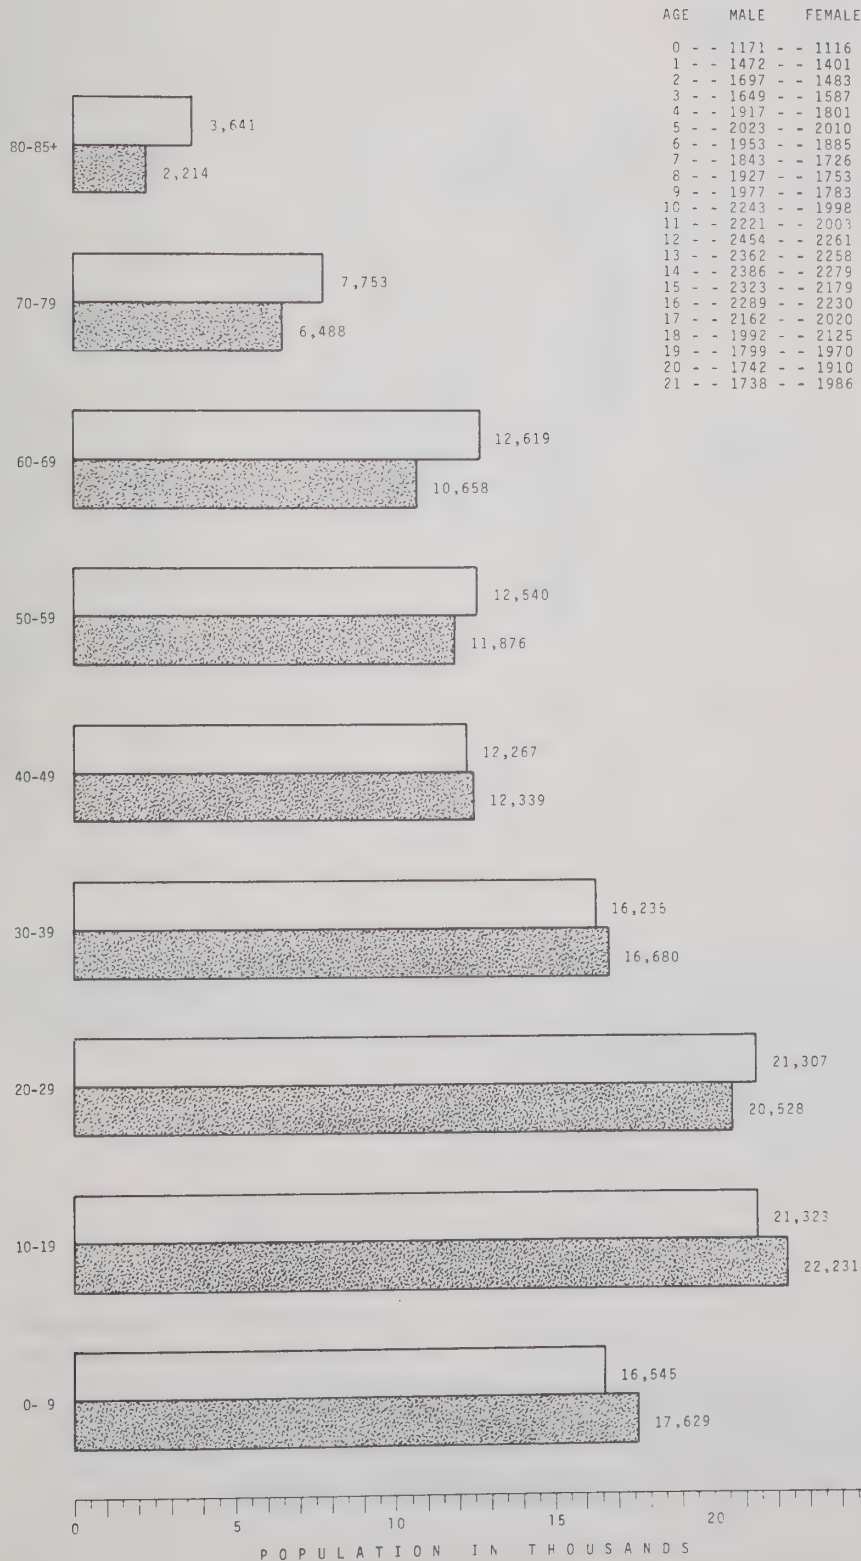 AGE MALE FEMALE
0 - - 1171 - - 1116
1 - - 1472 - - 1401
2 - - 1697 - - 1483
3 - - 1649 - - 1587
4 - - 1917 - - 1801
5 - - 2023 - - 2010
6 - - 1953 - - 1885
7 - - 1843 - - 1726
8 - - 1927 - - 1753
9 - - 1977 - - 1783
10 - - 2243 - - 1998
11 - - 2221 - - 2003
12 - - 2454 - - 2261
13 - - 2362 - - 2258
14 - - 2386 - - 2279
15 - - 2323 - - 2179
16 - - 2289 - - 2230
17 - - 2162 - - 2020
18 - - 1992 - - 2125
19 - - 1799 - - 1970
20 - - 1742 - - 1910
21 - - 1738 - - 1986
3,641
80-85+
2,214
7,753
70-79
6,488
12,619
60-69
10,658
12,540
50-59
11,876
12,267
40-49
12,339
16,235
30-39
16,680
21,307
20-29
20,528
21,323
10-19
22,231
16,545
0- 9
17,629
0 5 10 15 20
POPULATION IN THOUSANDS